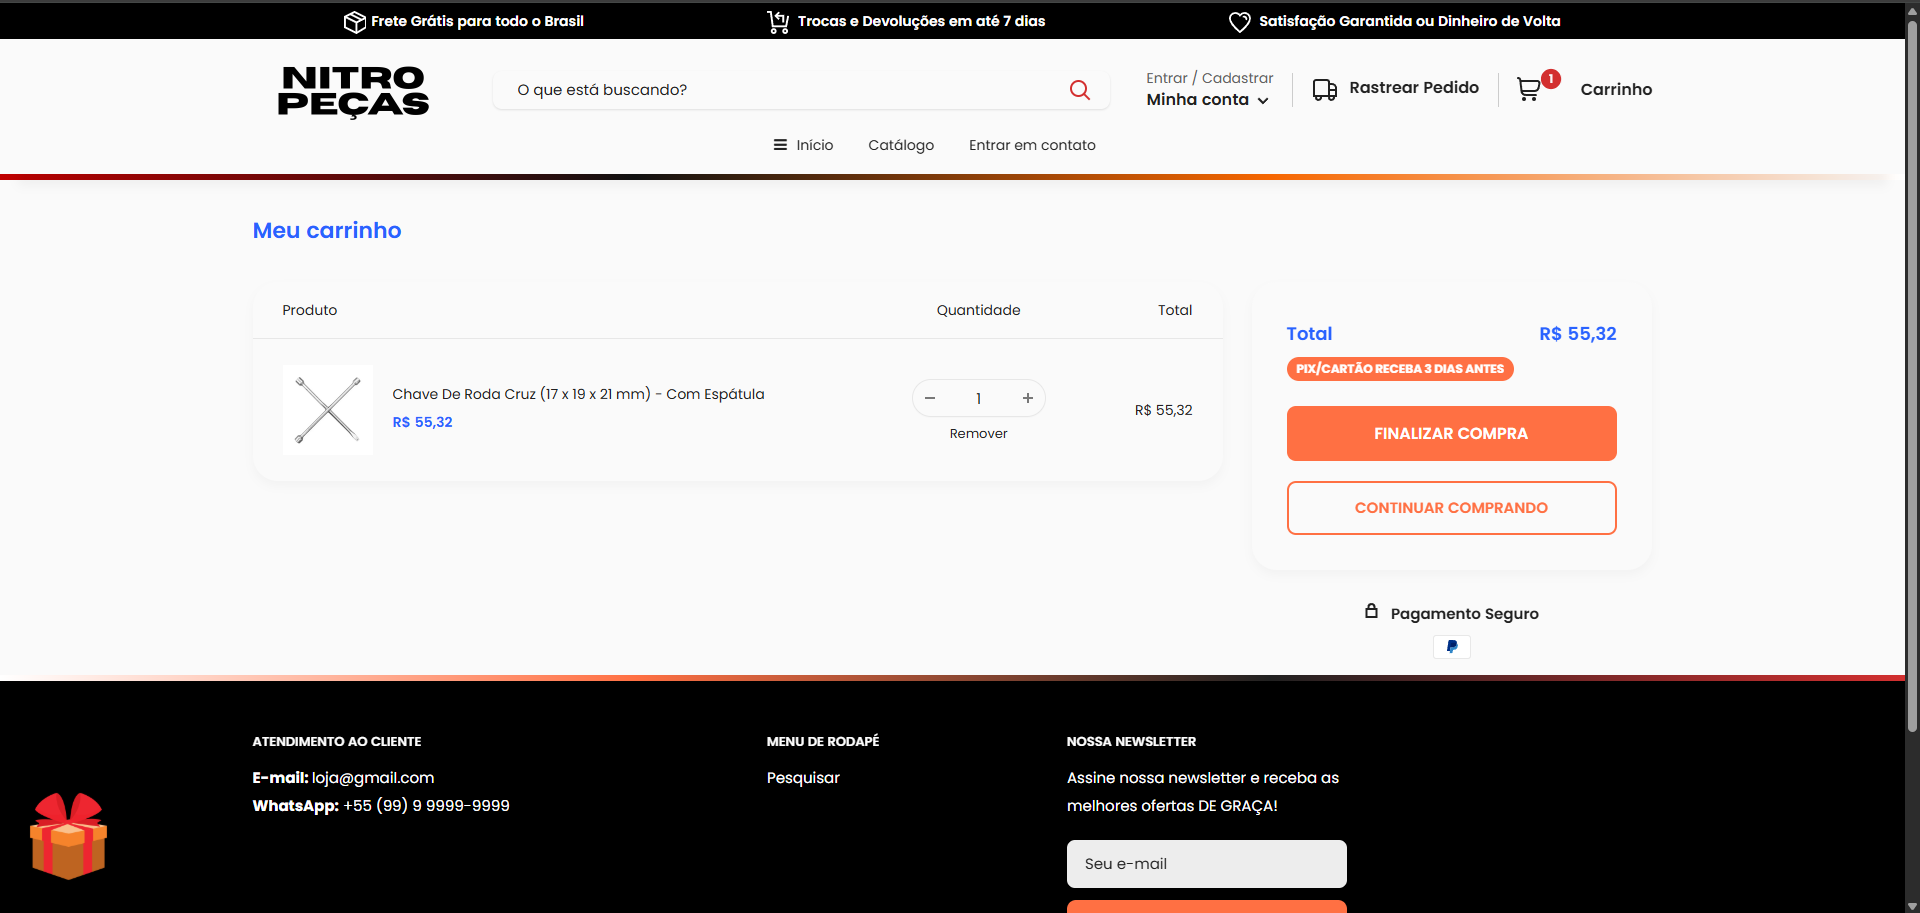 Frete Grátis para todo o Brasil
Trocas e Devoluções em até 7 dias
Satisfação Garantida ou Dinheiro de Volta
NITRO
PEÇAS
O que está buscando?
Entrar / Cadastrar
Minha conta
Rastrear Pedido
1
Carrinho
Início
Catálogo
Entrar em contato
Meu carrinho
Produto
Quantidade
Total
Chave De Roda Cruz (17 x 19 x 21 mm) - Com Espátula
R$ 55,32
− 1 +
Remover
R$ 55,32
Total
R$ 55,32
PIX/CARTÃO RECEBA 3 DIAS ANTES
FINALIZAR COMPRA
CONTINUAR COMPRANDO
Pagamento Seguro
ATENDIMENTO AO CLIENTE
E-mail: loja@gmail.com
WhatsApp: +55 (99) 9 9999-9999
MENU DE RODAPÉ
Pesquisar
NOSSA NEWSLETTER
Assine nossa newsletter e receba as
melhores ofertas DE GRAÇA!
Seu e-mail